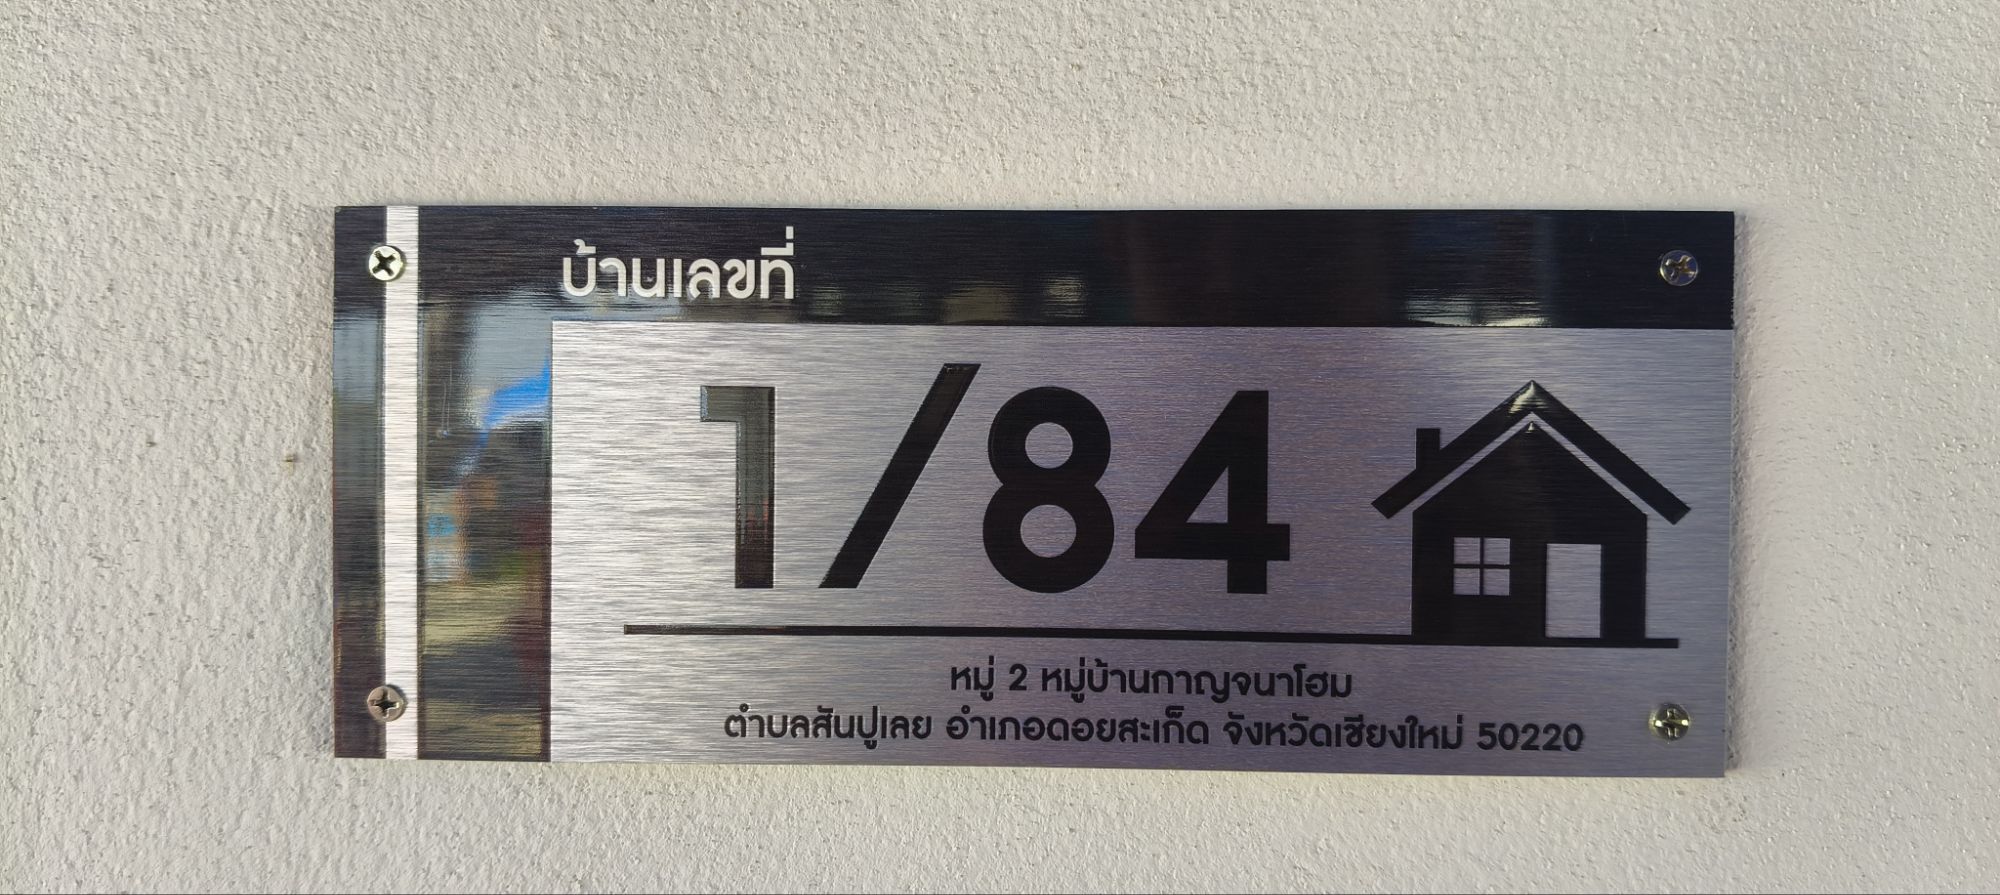 บ้านเลขที่
1/84
หมู่ 2 หมู่บ้านกาญจนาโฮม
ตำบลสันปูเลย อำเภอดอยสะเก็ด จังหวัดเชียงใหม่ 50220